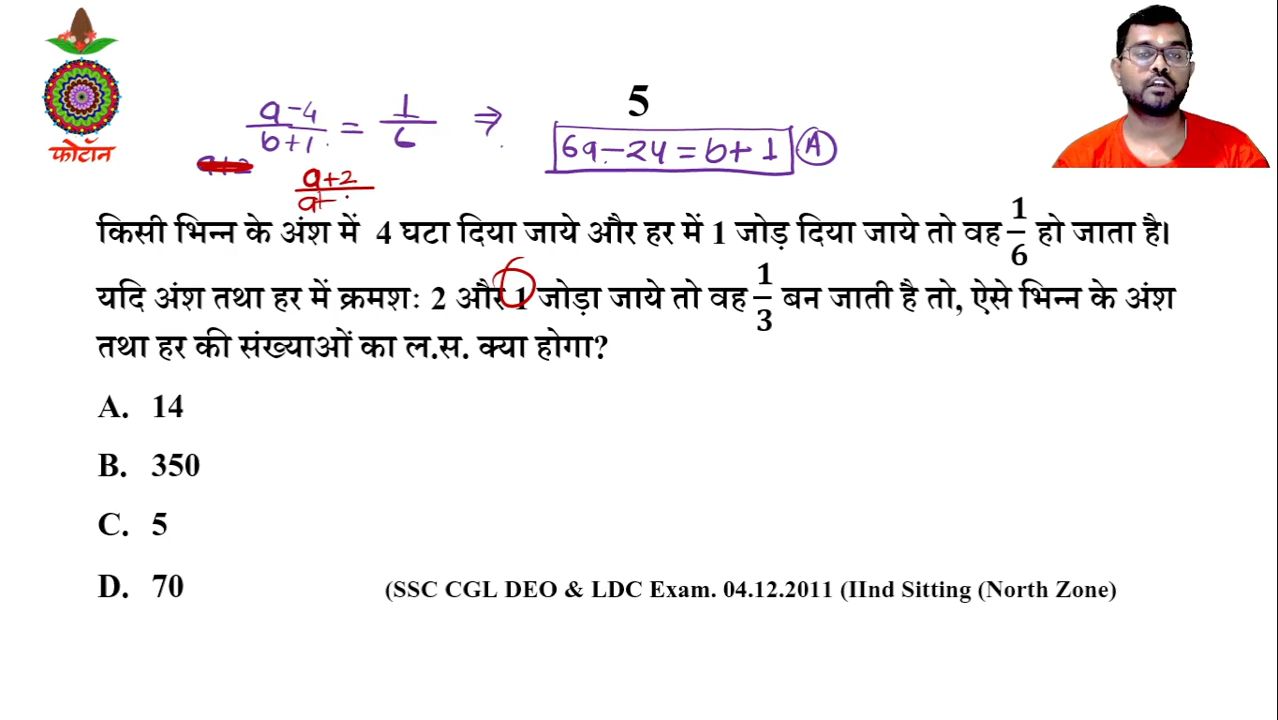 फोटॉन
5
a-4/b+1 = 1/6 ⇒ 6a-24 = b+1 (A)
a+2
किसी भिन्न के अंश में 4 घटा दिया जाये और हर में 1 जोड़ दिया जाये तो वह 1/6 हो जाता है।
यदि अंश तथा हर में क्रमशः 2 और 1 जोड़ा जाये तो वह 1/3 बन जाती है तो, ऐसे भिन्न के अंश
तथा हर की संख्याओं का ल.स. क्या होगा?
A. 14
B. 350
C. 5
D. 70 (SSC CGL DEO & LDC Exam. 04.12.2011 (IInd Sitting (North Zone)